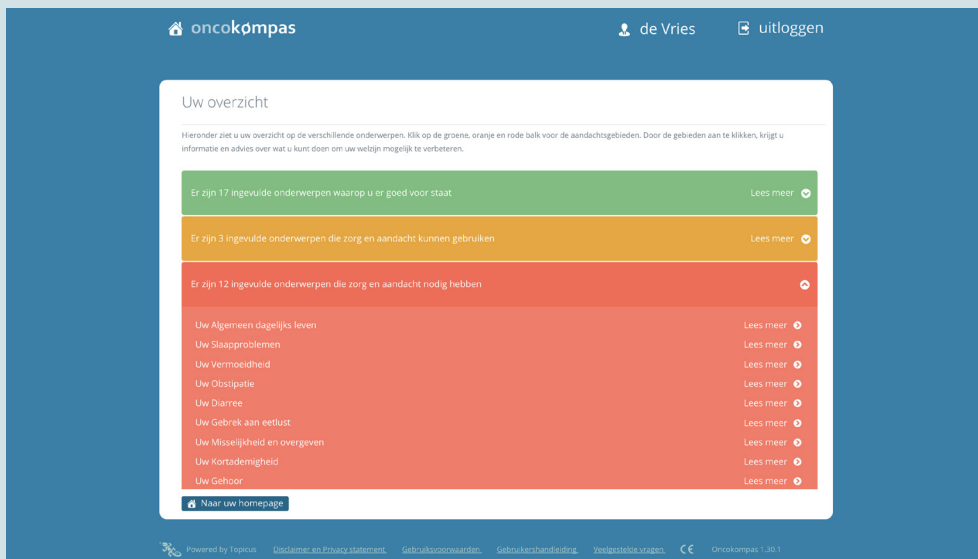 oncokømpas
de Vries
uitloggen
Uw overzicht
Hieronder ziet u uw overzicht op de verschillende onderwerpen. Klik op de groene, oranje en rode balk voor de aandachtsgebieden. Door de gebieden aan te klikken, krijgt u
informatie en advies over wat u kunt doen om uw welzijn mogelijk te verbeteren.
Er zijn 17 ingevulde onderwerpen waarop u er goed voor staat Lees meer
Er zijn 3 ingevulde onderwerpen die zorg en aandacht kunnen gebruiken Lees meer
Er zijn 12 ingevulde onderwerpen die zorg en aandacht nodig hebben
Uw Algemeen dagelijks leven Lees meer
Uw Slaapproblemen Lees meer
Uw Vermoeidheid Lees meer
Uw Obstipatie Lees meer
Uw Diarree Lees meer
Uw Gebrek aan eetlust Lees meer
Uw Misselijkheid en overgeven Lees meer
Uw Kortademigheid Lees meer
Uw Gehoor Lees meer
Naar uw homepage
Powered by Topicus Disclaimer en Privacy statement Gebruiksvoorwaarden Gebruikershandleiding Veelgestelde vragen CE Oncokompas 1.30.1